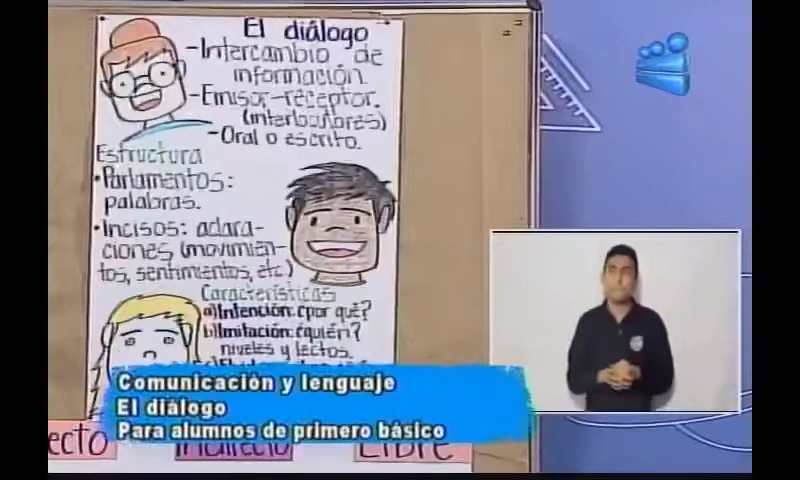 El diálogo
-Intercambio de
información.
-Emisor-receptor.
(interlocutores)
-Oral o escrito.
Estructura
•Parlamentos:
palabras.
•Incisos: aclara-
ciones (movimien-
tos, sentimientos, etc)
Características
a)Intención: ¿por qué?
b)Imitación: ¿quién?
niveles y lectos.
Comunicación y lenguaje
El diálogo
Para alumnos de primero básico
ecto
Indirecto
Libre